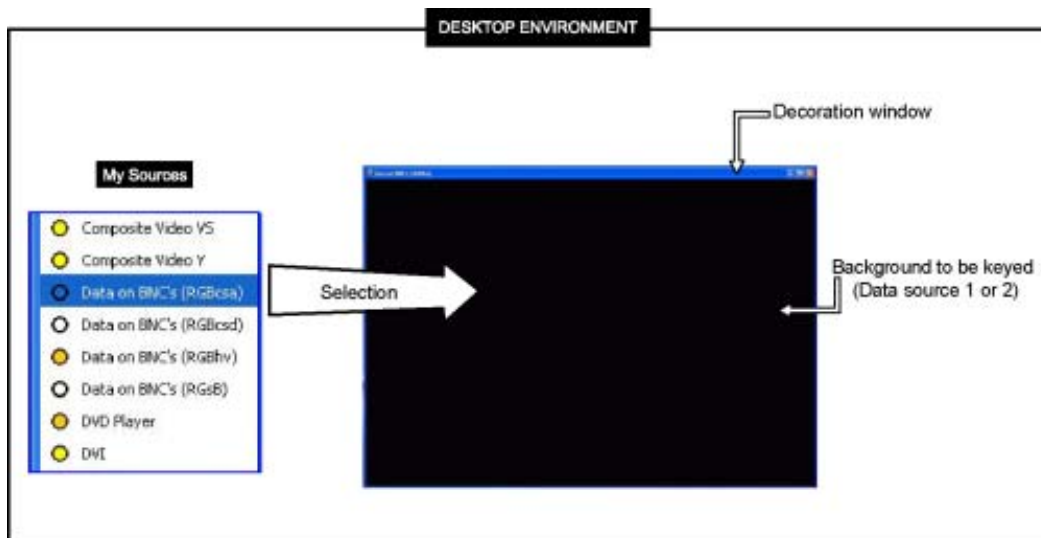 DESKTOP ENVIRONMENT
Decoration window
My Sources
Composite Video VS
Composite Video Y
Data on BNC's (RGBcsa)
Data on BNC's (RGBcsd)
Data on BNC's (RGBhv)
Data on BNC's (RGsB)
DVD Player
DVI
Selection
Background to be keyed
(Data source 1 or 2)